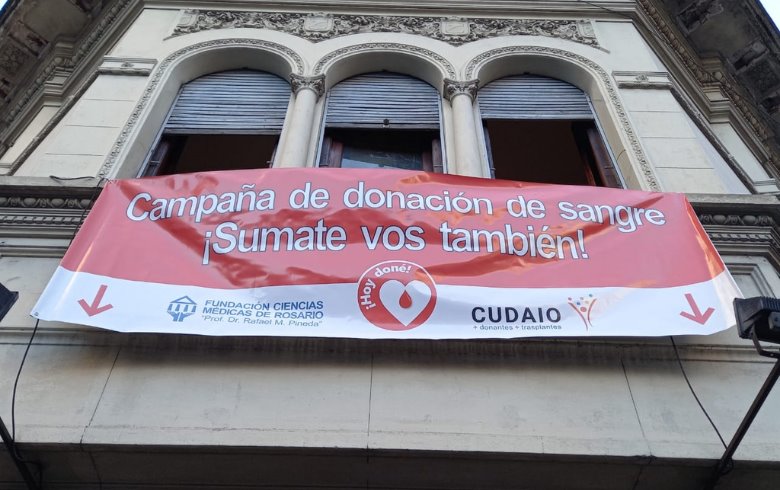 Campaña de donación de sangre
¡Sumate vos también!
¡Hoy doné!
FUNDACIÓN CIENCIAS
MÉDICAS DE ROSARIO
"Prof. Dr. Rafael M. Pineda"
CUDAIO
+ donantes + trasplantes